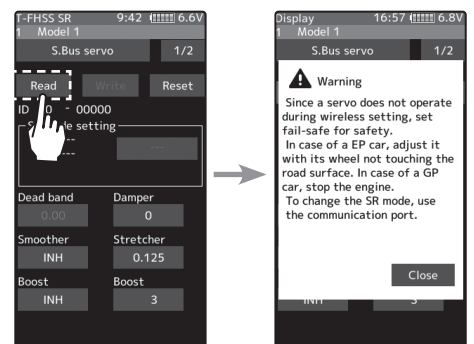 T-FHSS SR 9:42 6.6V
1 Model 1
S.Bus servo 1/2
Read Write Reset
ID 0 - 00000
le setting
---
---
---
Dead band Damper
0.00 0
Smoother Stretcher
INH 0.125
Boost Boost
INH 3
Display 16:57 6.8V
1 Model 1
S.Bus servo 1/2
Warning
Since a servo does not operate
during wireless setting, set
fail-safe for safety.
In case of a EP car, adjust it
with its wheel not touching the
road surface. In case of a GP
car, stop the engine.
To change the SR mode, use
the communication port.
Close
INH 3